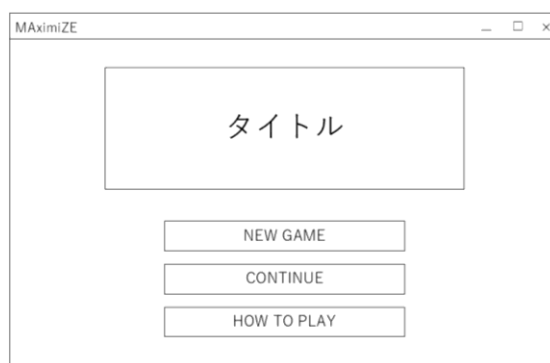 MAximiZE
タイトル
NEW GAME
CONTINUE
HOW TO PLAY